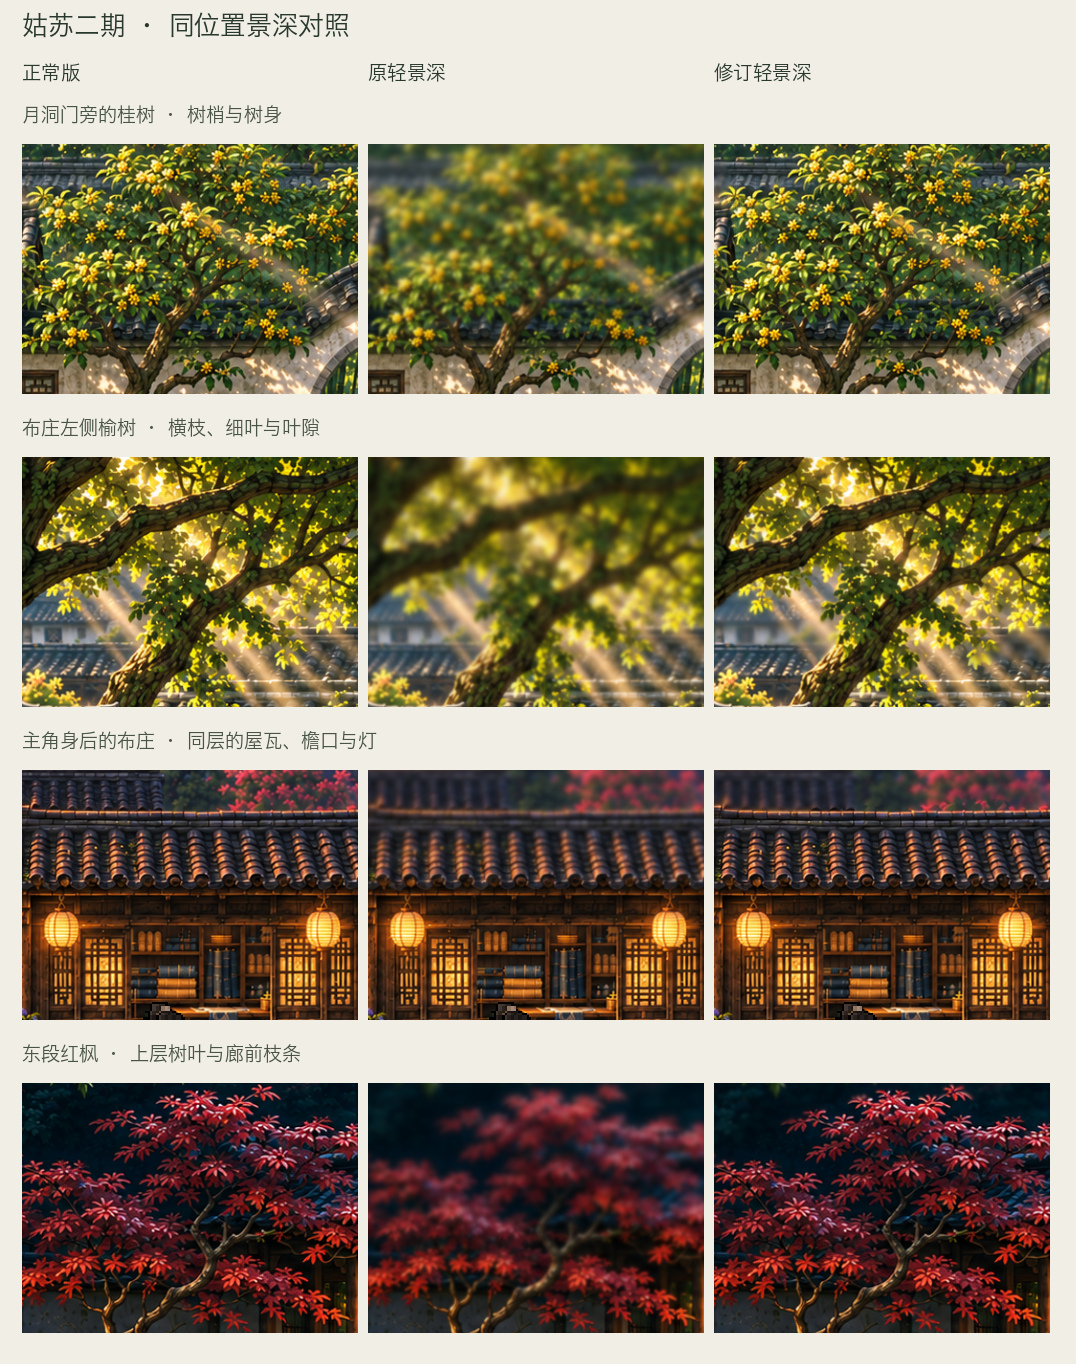 姑苏二期 · 同位置景深对照
正常版 原轻景深 修订轻景深
月洞门旁的桂树 · 树梢与树身
布庄左侧榆树 · 横枝、细叶与叶隙
主角身后的布庄 · 同层的屋瓦、檐口与灯
东段红枫 · 上层树叶与廊前枝条